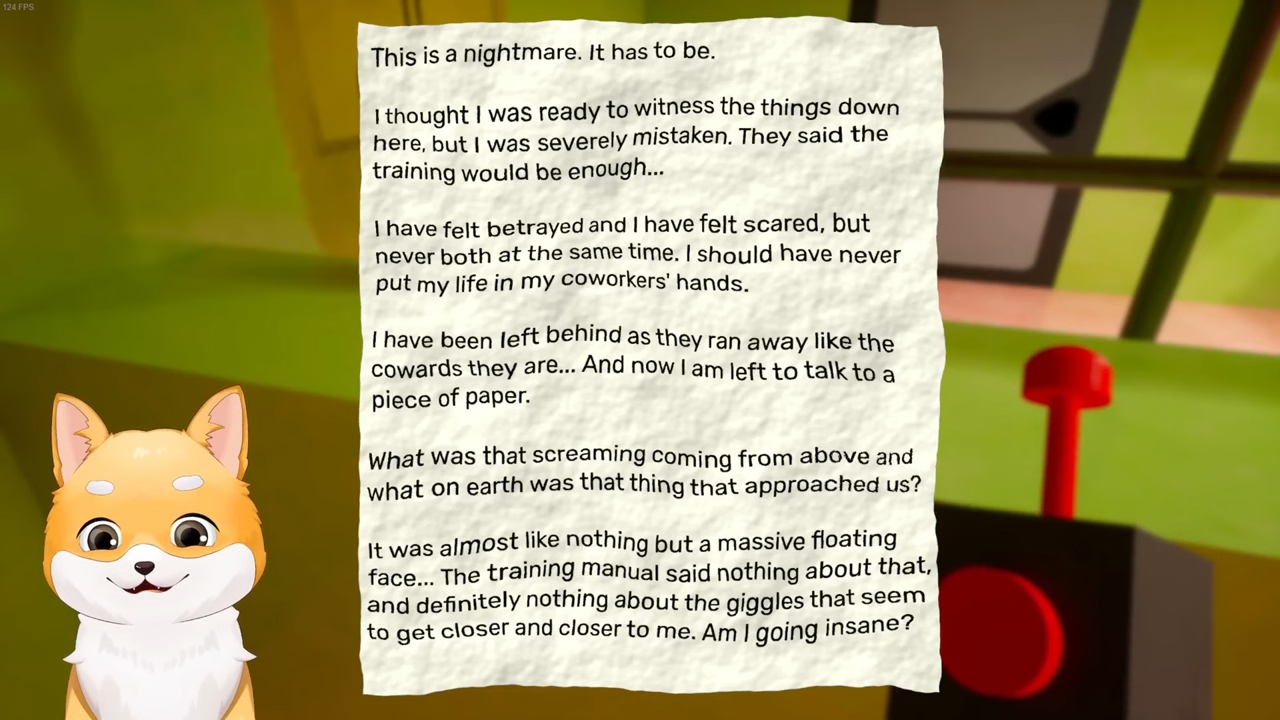 124 FPS
This is a nightmare. It has to be.
I thought I was ready to witness the things down
here, but I was severely mistaken. They said the
training would be enough...
I have felt betrayed and I have felt scared, but
never both at the same time. I should have never
put my life in my coworkers' hands.
I have been left behind as they ran away like the
cowards they are... And now I am left to talk to a
piece of paper.
What was that screaming coming from above and
what on earth was that thing that approached us?
It was almost like nothing but a massive floating
face... The training manual said nothing about that,
and definitely nothing about the giggles that seem
to get closer and closer to me. Am I going insane?